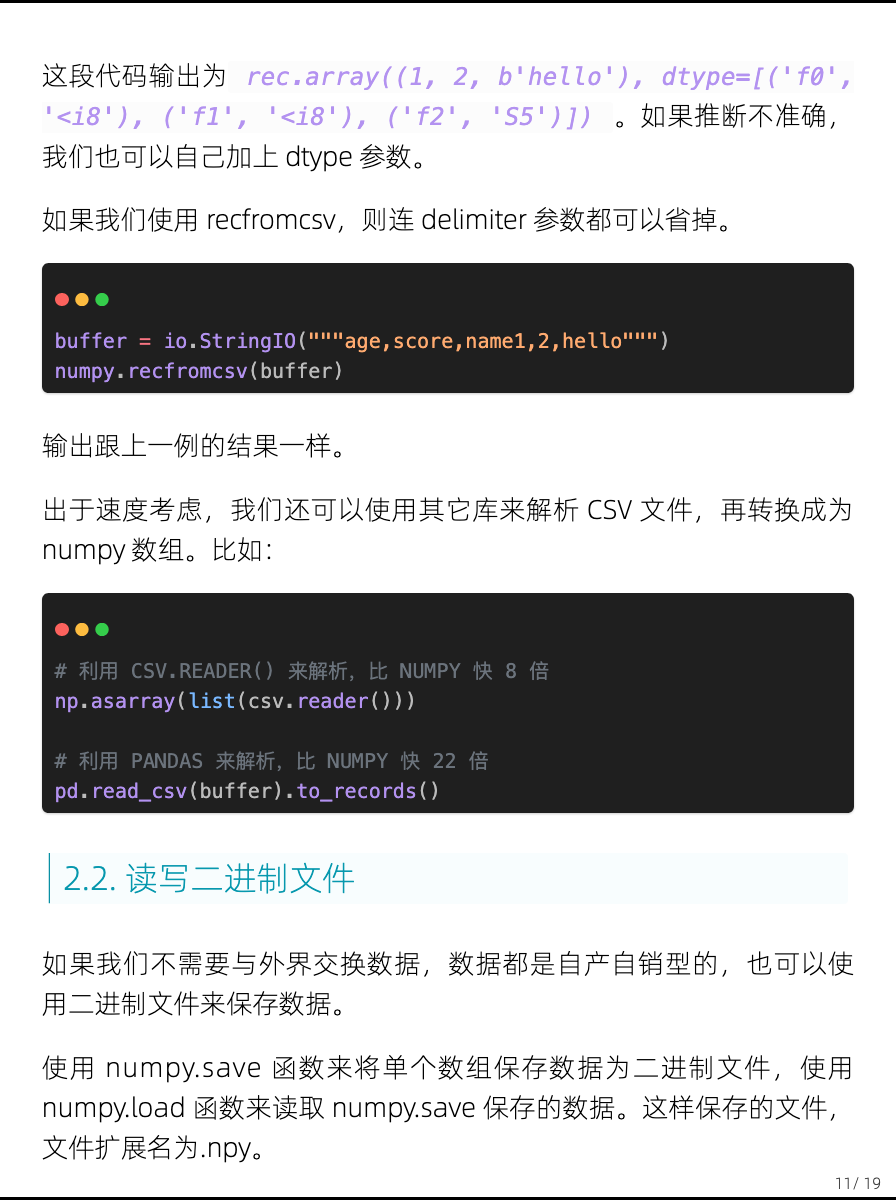 这段代码输出为 rec.array((1, 2, b'hello'), dtype=[('f0',
'<i8'), ('f1', '<i8'), ('f2', 'S5')]) 。如果推断不准确，
我们也可以自己加上 dtype 参数。
如果我们使用 recfromcsv，则连 delimiter 参数都可以省掉。
buffer = io.StringIO("""age,score,name1,2,hello""")
numpy.recfromcsv(buffer)
输出跟上一例的结果一样。
出于速度考虑，我们还可以使用其它库来解析 CSV 文件，再转换成为
numpy 数组。比如：
# 利用 CSV.READER() 来解析，比 NUMPY 快 8 倍
np.asarray(list(csv.reader()))
# 利用 PANDAS 来解析，比 NUMPY 快 22 倍
pd.read_csv(buffer).to_records()
2.2. 读写二进制文件
如果我们不需要与外界交换数据，数据都是自产自销型的，也可以使
用二进制文件来保存数据。
使用 numpy.save 函数来将单个数组保存数据为二进制文件，使用
numpy.load 函数来读取 numpy.save 保存的数据。这样保存的文件，
文件扩展名为.npy。
11/ 19